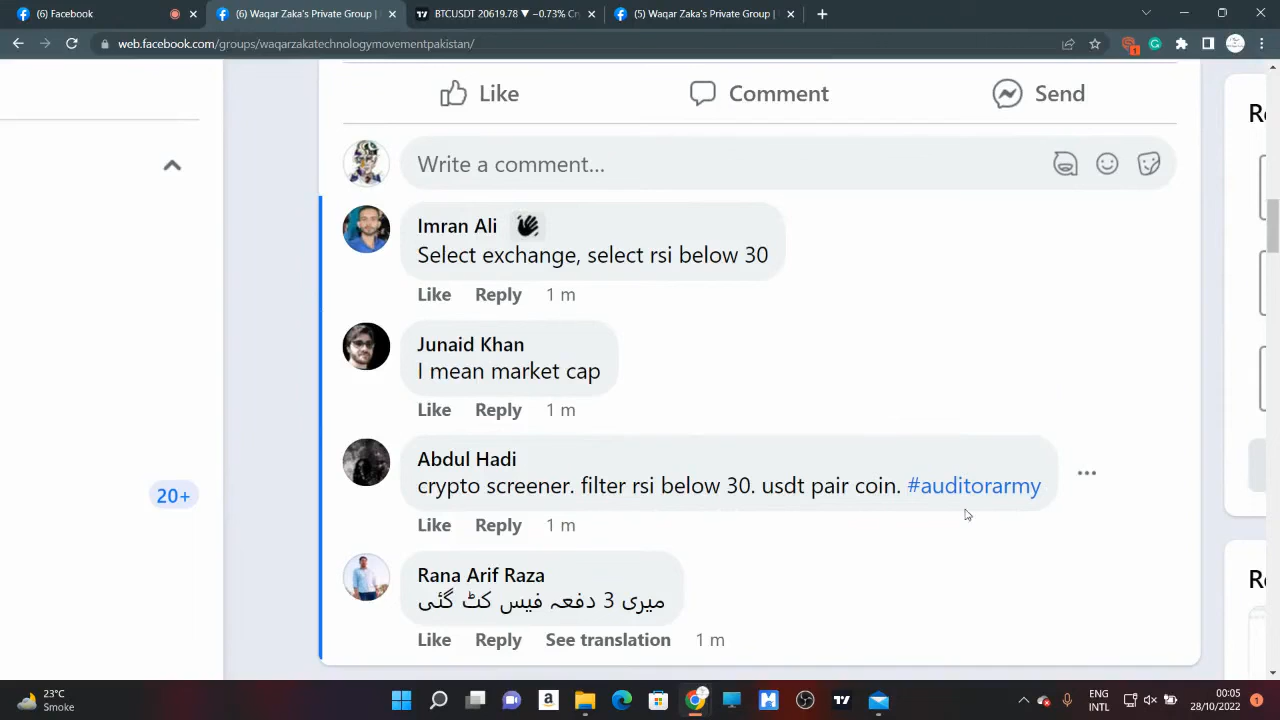 (6) Facebook
(6) Waqar Zaka's Private Group |
BTCUSDT 20619.78 ▼ −0.73%
(5) Waqar Zaka's Private Group |
web.facebook.com/groups/waqarzakatechnologymovementpakistan/
1
Like
Comment
Send
Write a comment...
Imran Ali
Select exchange, select rsi below 30
Like Reply 1 m
Junaid Khan
I mean market cap
Like Reply 1 m
20+
Abdul Hadi
crypto screener. filter rsi below 30. usdt pair coin. #auditorarmy
Like Reply 1 m
Rana Arif Raza
میری 3 دفعہ فیس کٹ گئی
Like Reply See translation 1 m
23°C
Smoke
ENG
INTL
00:05
28/10/2022
1